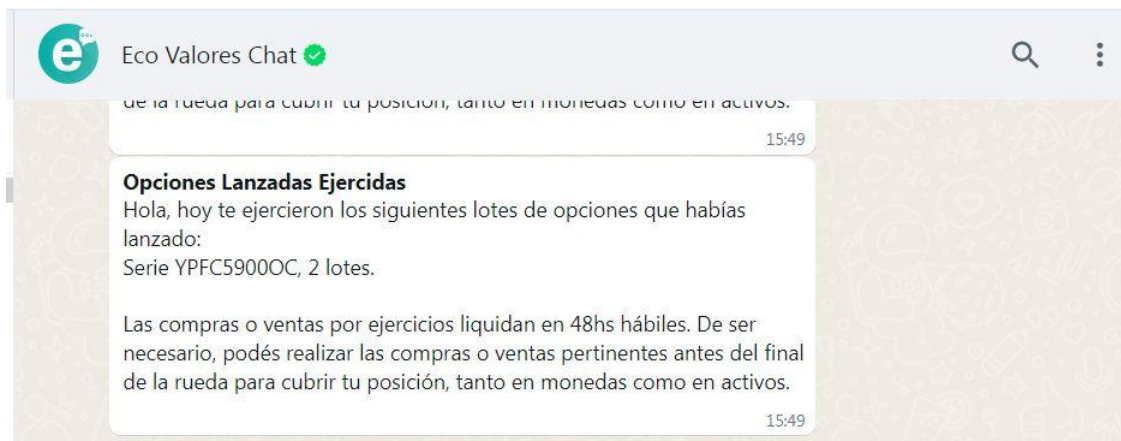 e
Eco Valores Chat
de la rueda para cubrir tu posición, tanto en monedas como en activos.
15:49
Opciones Lanzadas Ejercidas
Hola, hoy te ejercieron los siguientes lotes de opciones que habías
lanzado:
Serie YPFC5900OC, 2 lotes.
Las compras o ventas por ejercicios liquidan en 48hs hábiles. De ser
necesario, podés realizar las compras o ventas pertinentes antes del final
de la rueda para cubrir tu posición, tanto en monedas como en activos.
15:49